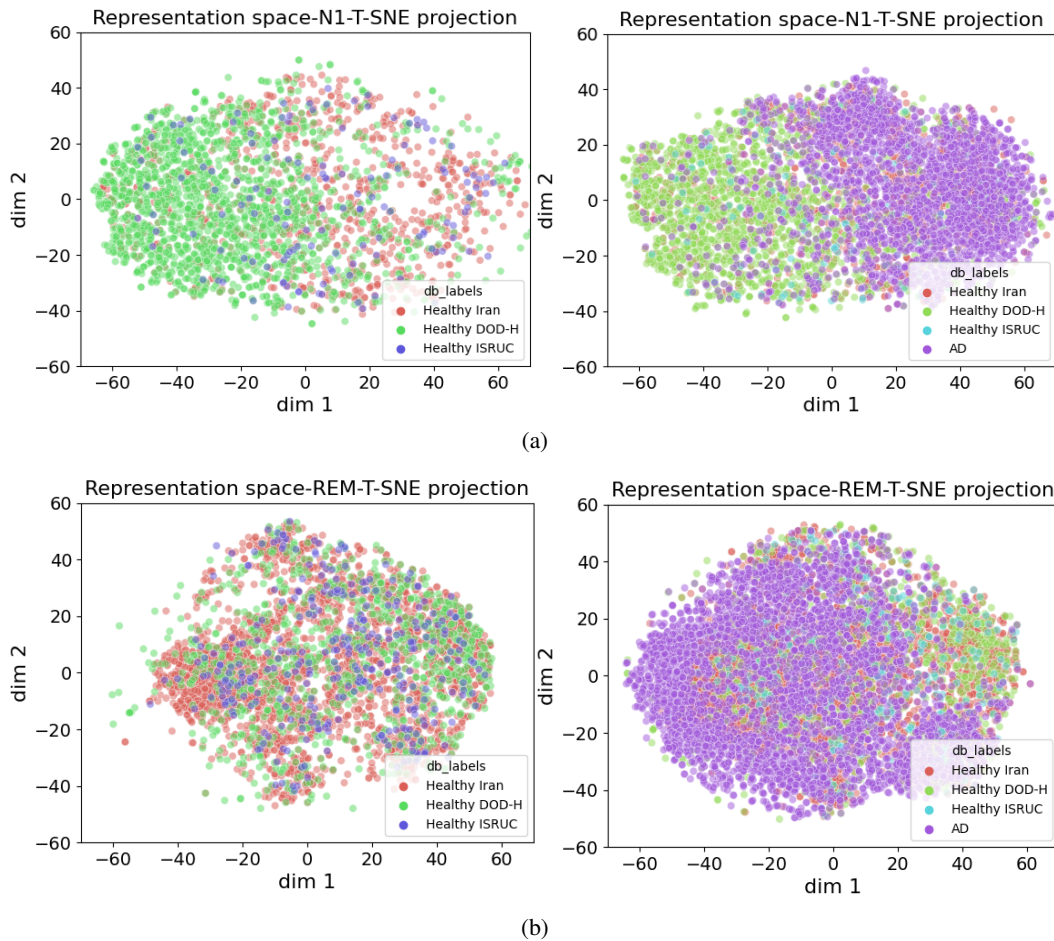 Representation space-N1-T-SNE projection
60
40
20
0
−20
−40
−60
dim 2
−60 −40 −20 0 20 40 60
dim 1
db_labels
Healthy Iran
Healthy DOD-H
Healthy ISRUC
Representation space-N1-T-SNE projection
60
40
20
0
−20
−40
−60
dim 2
−60 −40 −20 0 20 40 60
dim 1
db_labels
Healthy Iran
Healthy DOD-H
Healthy ISRUC
AD
(a)
Representation space-REM-T-SNE projection
60
40
20
0
−20
−40
−60
dim 2
−60 −40 −20 0 20 40 60
dim 1
db_labels
Healthy Iran
Healthy DOD-H
Healthy ISRUC
Representation space-REM-T-SNE projection
60
40
20
0
−20
−40
−60
dim 2
−60 −40 −20 0 20 40 60
dim 1
db_labels
Healthy Iran
Healthy DOD-H
Healthy ISRUC
AD
(b)